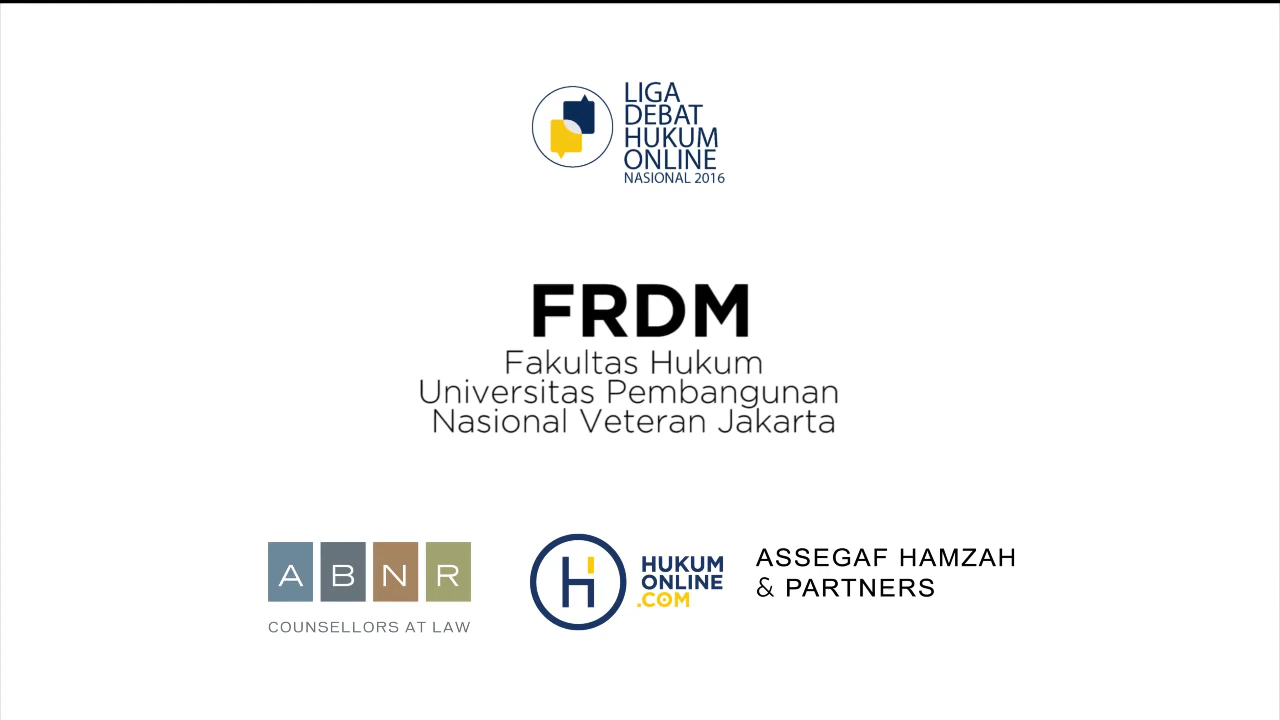 LIGA
DEBAT
HUKUM
ONLINE
NASIONAL 2016
FRDM
Fakultas Hukum
Universitas Pembangunan
Nasional Veteran Jakarta
A B N R
COUNSELLORS AT LAW
H
HUKUM
ONLINE
.COM
ASSEGAF HAMZAH
& PARTNERS